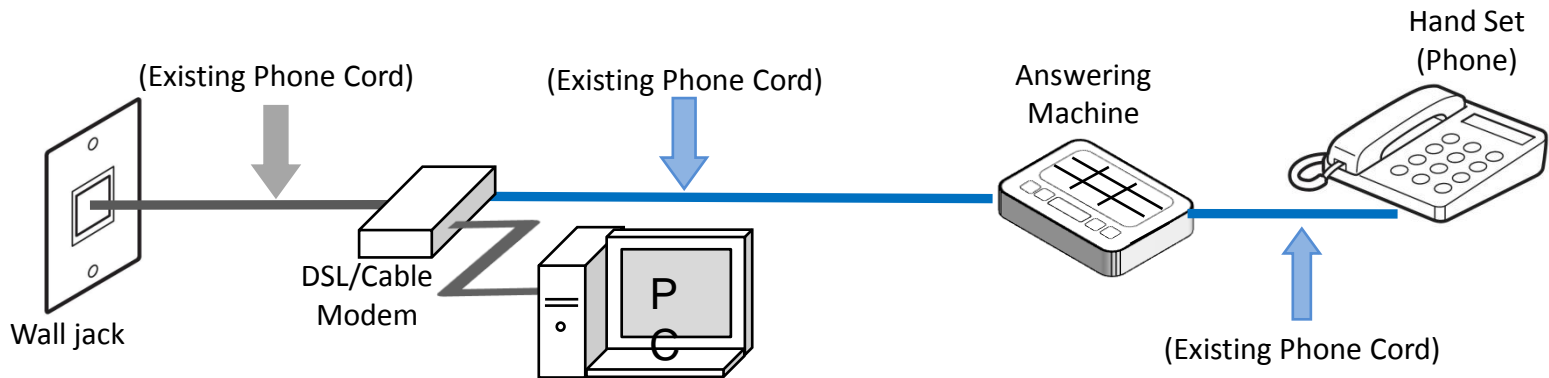 Hand Set
(Phone)
(Existing Phone Cord)
(Existing Phone Cord)
Answering
Machine
DSL/Cable
Modem
P
C
Wall jack
(Existing Phone Cord)